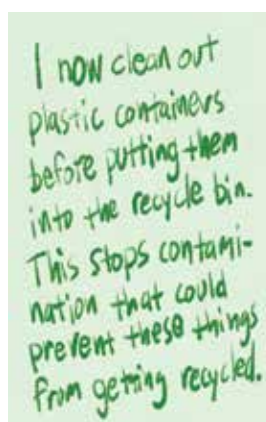 I now clean out
plastic containers
before putting them
into the recycle bin.
This stops contami-
nation that could
prevent these things
from getting recycled.